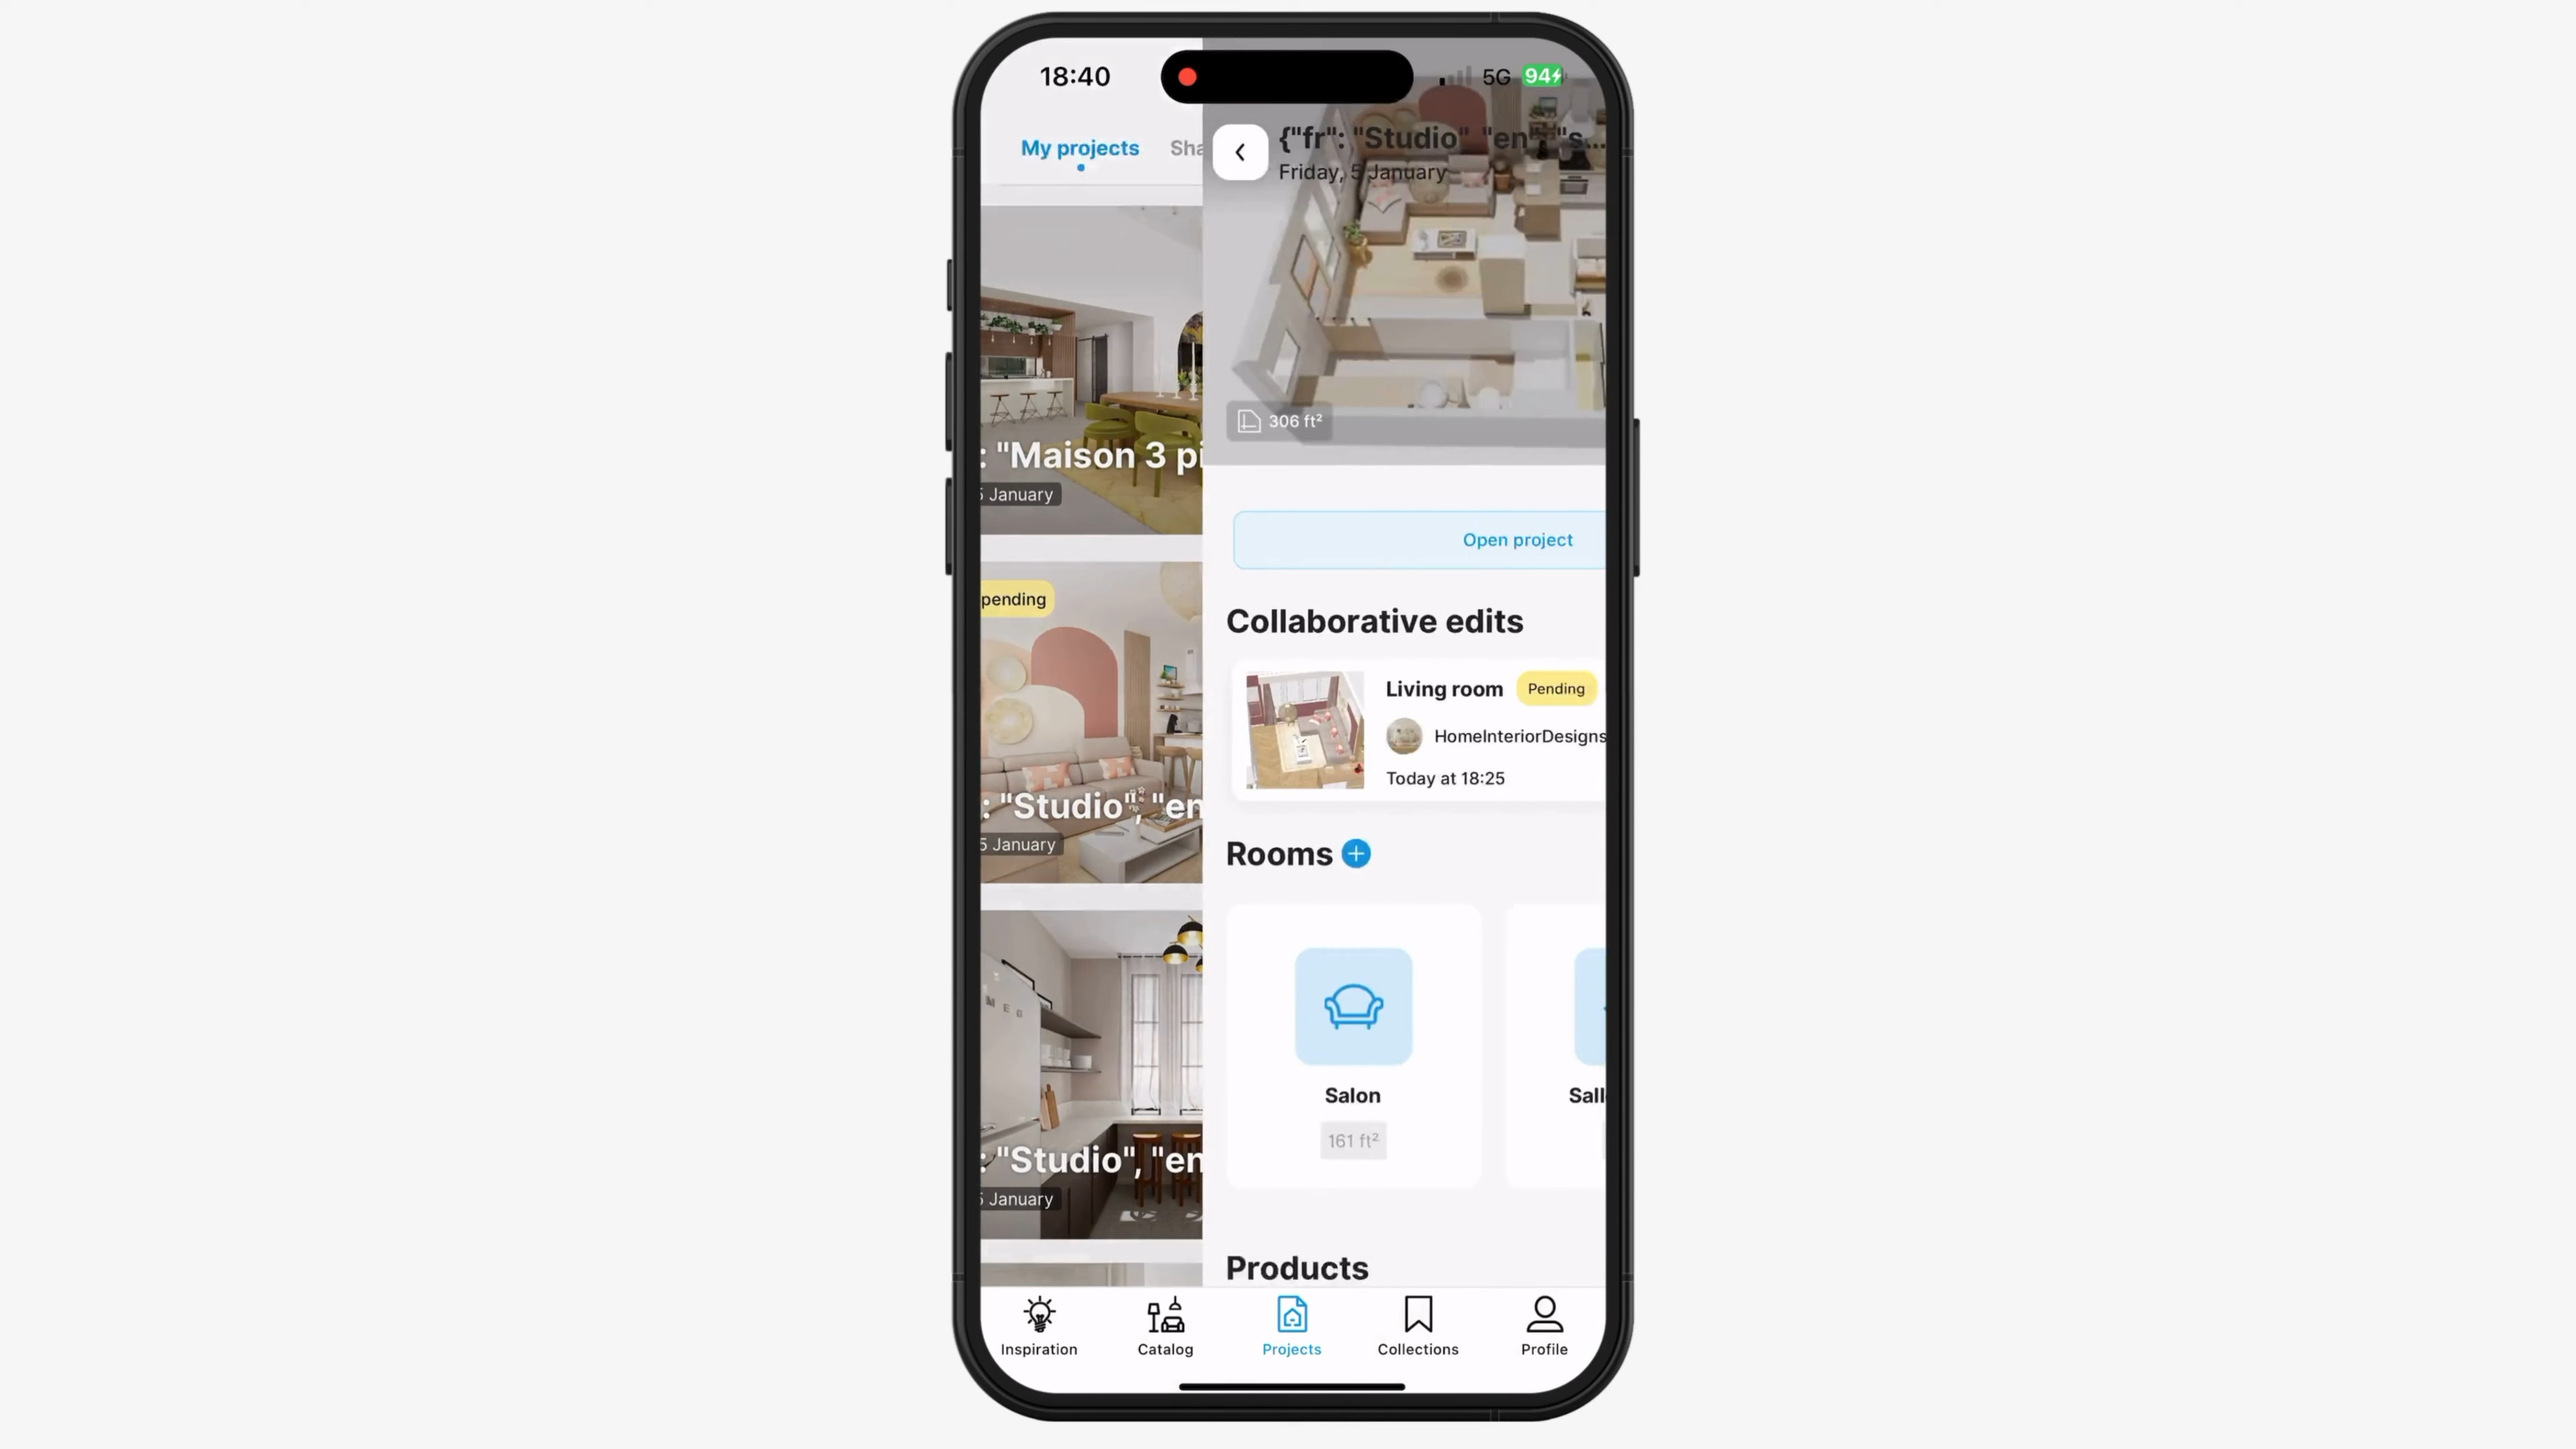 18:40
5G 94
My projects Sha
{"fr": "Studio" "en": "s...
Friday, 5 January
306 ft²
: "Maison 3 pi
5 January
Open project
pending
Collaborative edits
Living room Pending
HomeInteriorDesigns
Today at 18:25
: "Studio", "en
5 January
Rooms
Salon
161 ft²
Sall
: "Studio", "en
5 January
Products
Inspiration Catalog Projects Collections Profile